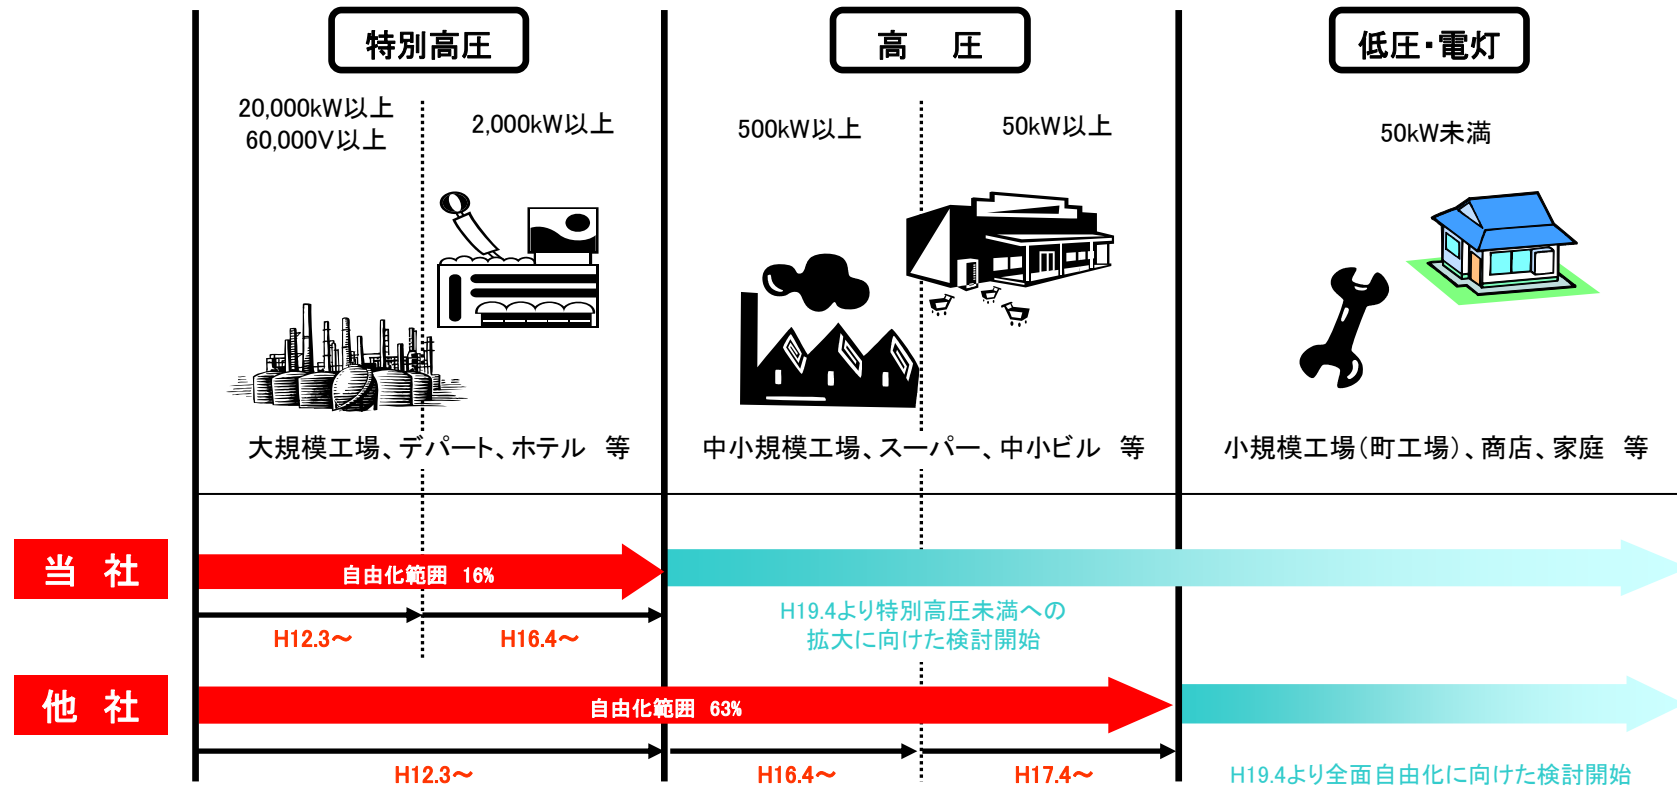 特別高圧
高　圧
低圧・電灯
20,000kW以上
60,000V以上
2,000kW以上
500kW以上
50kW以上
50kW未満
大規模工場、デパート、ホテル　等
中小規模工場、スーパー、中小ビル　等
小規模工場（町工場）、商店、家庭　等
当　社
自由化範囲　16%
H12.3～
H16.4～
H19.4より特別高圧未満への
拡大に向けた検討開始
他　社
自由化範囲　63%
H12.3～
H16.4～
H17.4～
H19.4より全面自由化に向けた検討開始